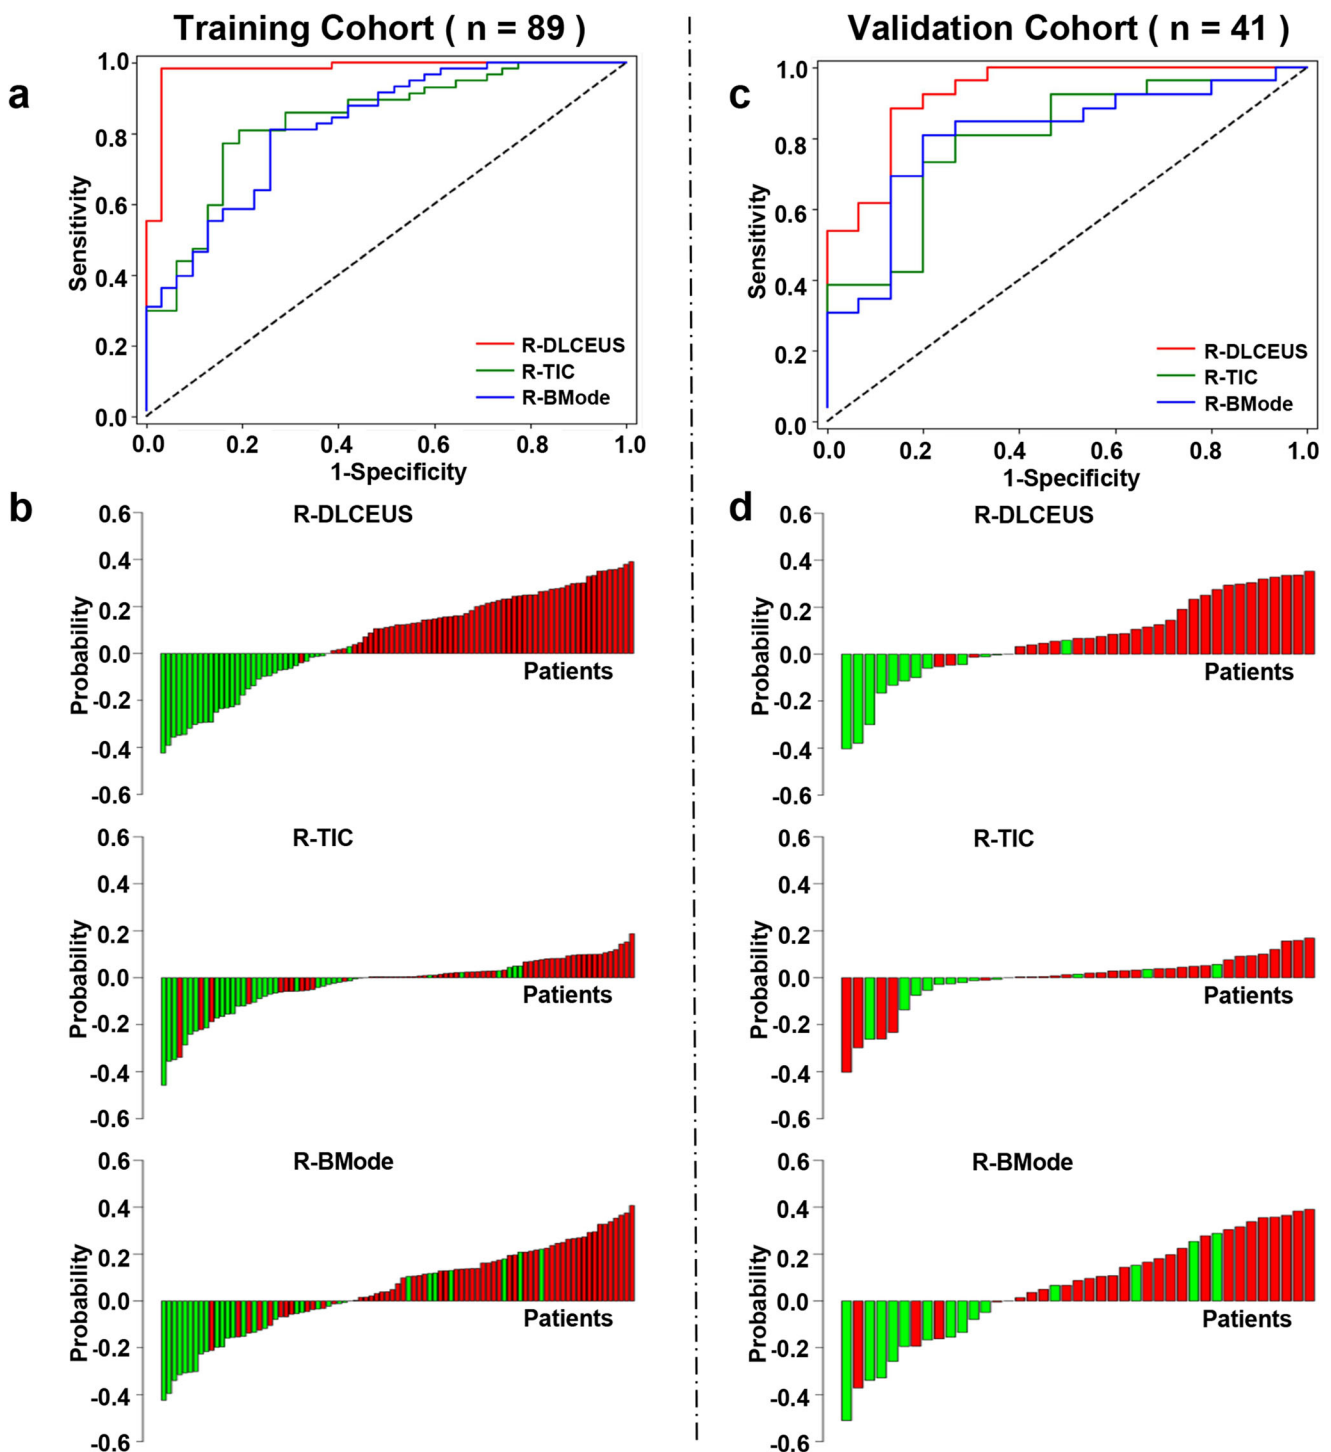 Training Cohort ( n = 89 )
a
1.0
0.8
0.6
0.4
0.2
0.0
Sensitivity
R-DLCEUS
R-TIC
R-BMode
0.0 0.2 0.4 0.6 0.8 1.0
1-Specificity
Validation Cohort ( n = 41 )
c
1.0
0.8
0.6
0.4
0.2
0.0
Sensitivity
R-DLCEUS
R-TIC
R-BMode
0.0 0.2 0.4 0.6 0.8 1.0
1-Specificity
b
R-DLCEUS
0.6
0.4
0.2
0.0
-0.2
-0.4
-0.6
Probability
Patients
R-TIC
0.6
0.4
0.2
0.0
-0.2
-0.4
-0.6
Probability
Patients
R-BMode
0.6
0.4
0.2
0.0
-0.2
-0.4
-0.6
Probability
Patients
d
R-DLCEUS
0.6
0.4
0.2
0.0
-0.2
-0.4
-0.6
Probability
Patients
R-TIC
0.6
0.4
0.2
0.0
-0.2
-0.4
-0.6
Probability
Patients
R-BMode
0.6
0.4
0.2
0.0
-0.2
-0.4
-0.6
Probability
Patients